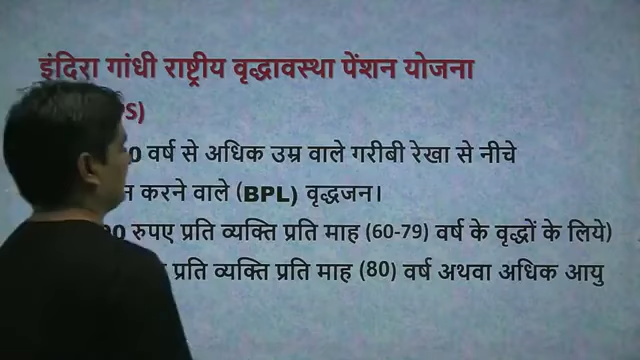 इंदिरा गांधी राष्ट्रीय वृद्धावस्था पेंशन योजना
S)
0 वर्ष से अधिक उम्र वाले गरीबी रेखा से नीचे
न करने वाले (BPL) वृद्धजन।
00 रुपए प्रति व्यक्ति प्रति माह (60-79) वर्ष के वृद्धों के लिये)
प्रति व्यक्ति प्रति माह (80) वर्ष अथवा अधिक आयु